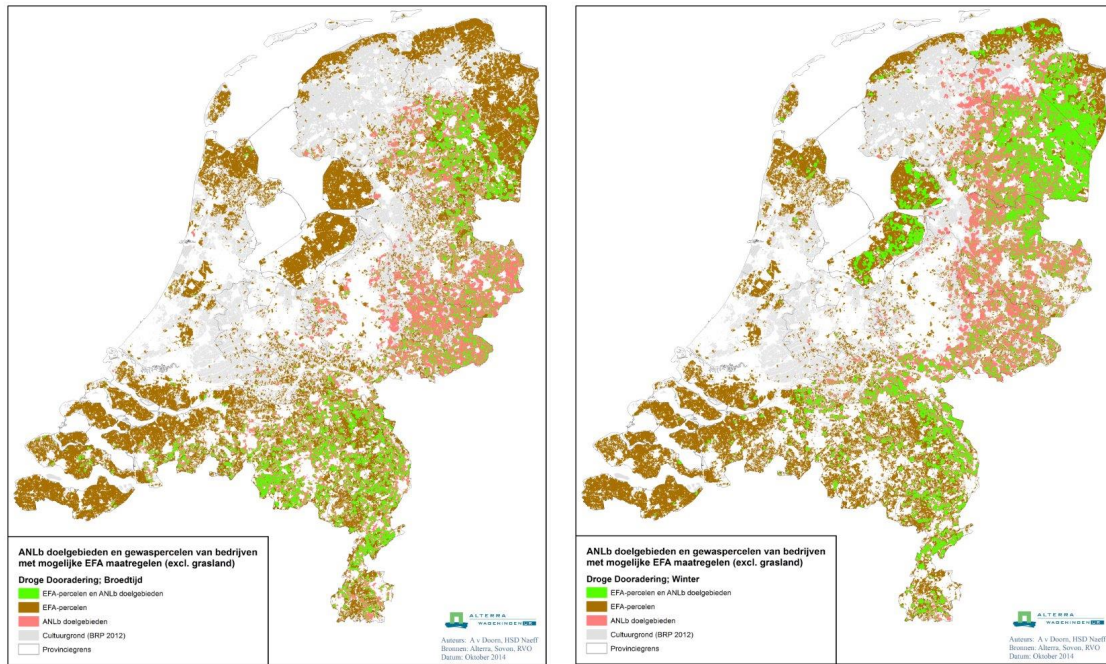 ANLb doelgebieden en gewaspercelen van bedrijven
met mogelijke EFA maatregelen (excl. grasland)
Droge Dooradering; Broedtijd
EFA-percelen en ANLb doelgebieden
EFA-percelen
ANLb doelgebieden
Cultuurgrond (BRP 2012)
Provinciegrens
ALTERRA
WAGENINGEN UR
Auteurs: A v Doorn, HSD Naeff
Bronnen: Alterra, Sovon, RVO
Datum: Oktober 2014
ANLb doelgebieden en gewaspercelen van bedrijven
met mogelijke EFA maatregelen (excl. grasland)
Droge Dooradering; Winter
EFA-percelen en ANLb doelgebieden
EFA-percelen
ANLb doelgebieden
Cultuurgrond (BRP 2012)
Provinciegrens
ALTERRA
WAGENINGEN UR
Auteurs: A v Doorn, HSD Naeff
Bronnen: Alterra, Sovon, RVO
Datum: Oktober 2014